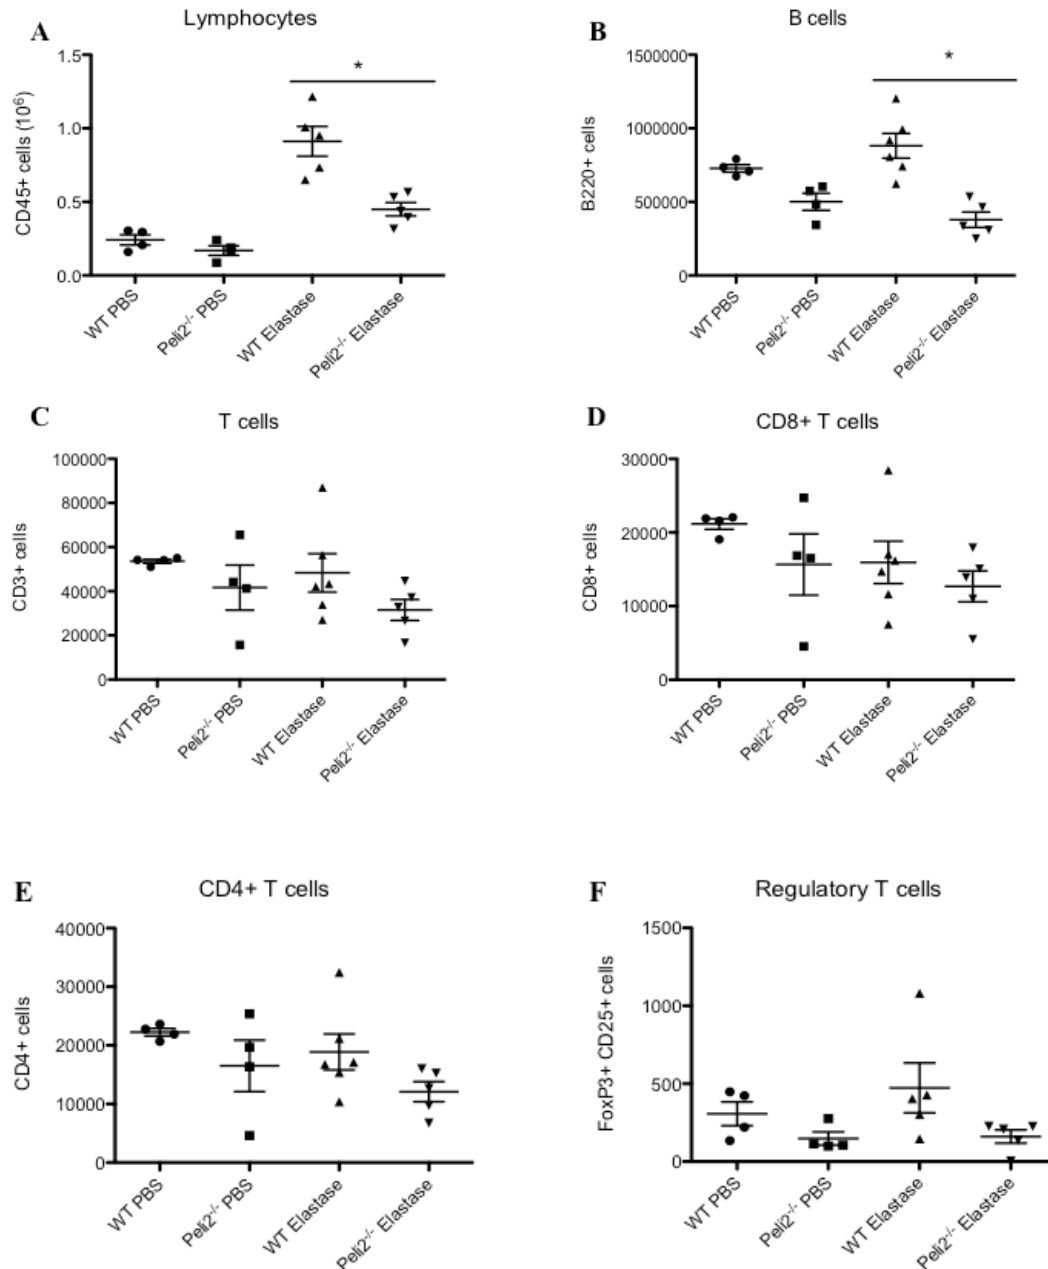 A
Lymphocytes
CD45+ cells (10⁶)
1.5
1.0
0.5
0.0
*
WT PBS
Peli2⁻/⁻ PBS
WT Elastase
Peli2⁻/⁻ Elastase
B
B cells
B220+ cells
1500000
1000000
500000
0
*
WT PBS
Peli2⁻/⁻ PBS
WT Elastase
Peli2⁻/⁻ Elastase
C
T cells
CD3+ cells
100000
80000
60000
40000
20000
0
WT PBS
Peli2⁻/⁻ PBS
WT Elastase
Peli2⁻/⁻ Elastase
D
CD8+ T cells
CD8+ cells
30000
20000
10000
0
WT PBS
Peli2⁻/⁻ PBS
WT Elastase
Peli2⁻/⁻ Elastase
E
CD4+ T cells
CD4+ cells
40000
30000
20000
10000
0
WT PBS
Peli2⁻/⁻ PBS
WT Elastase
Peli2⁻/⁻ Elastase
F
Regulatory T cells
FoxP3+ CD25+ cells
1500
1000
500
0
WT PBS
Peli2⁻/⁻ PBS
WT Elastase
Peli2⁻/⁻ Elastase